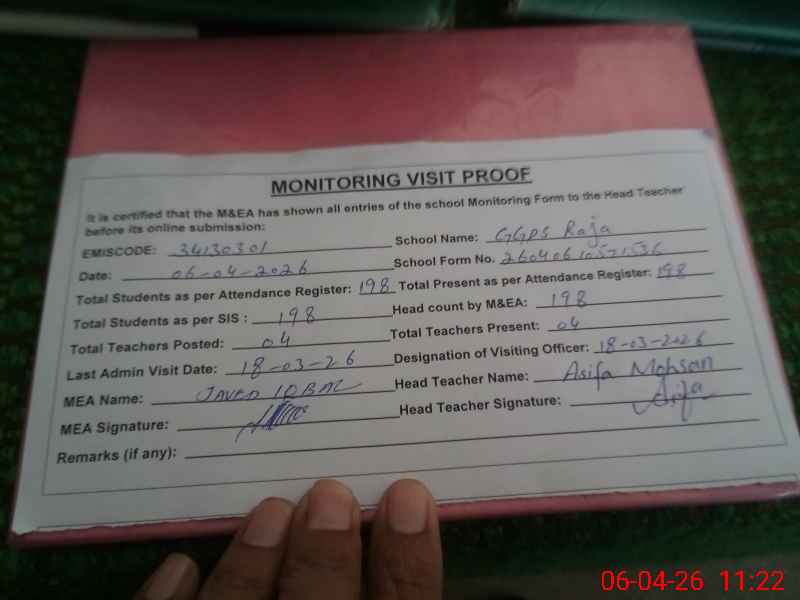 MONITORING VISIT PROOF
It is certified that the M&EA has shown all entries of the school Monitoring Form to the Head Teacher
before its online submission:
EMISCODE: 34130301 School Name: GGPS Raja
Date: 06-04-2026 School Form No. 26040610571536
Total Students as per Attendance Register: 198 Total Present as per Attendance Register: 198
Total Students as per SIS : 198 Head count by M&EA: 198
Total Teachers Posted: 04 Total Teachers Present: 04
Last Admin Visit Date: 18-03-26 Designation of Visiting Officer: 18-03-2026
MEA Name: JAVED IQBAL Head Teacher Name: Asifa Mohsan
MEA Signature: Head Teacher Signature: Asifa
Remarks (if any):
06-04-26 11:22